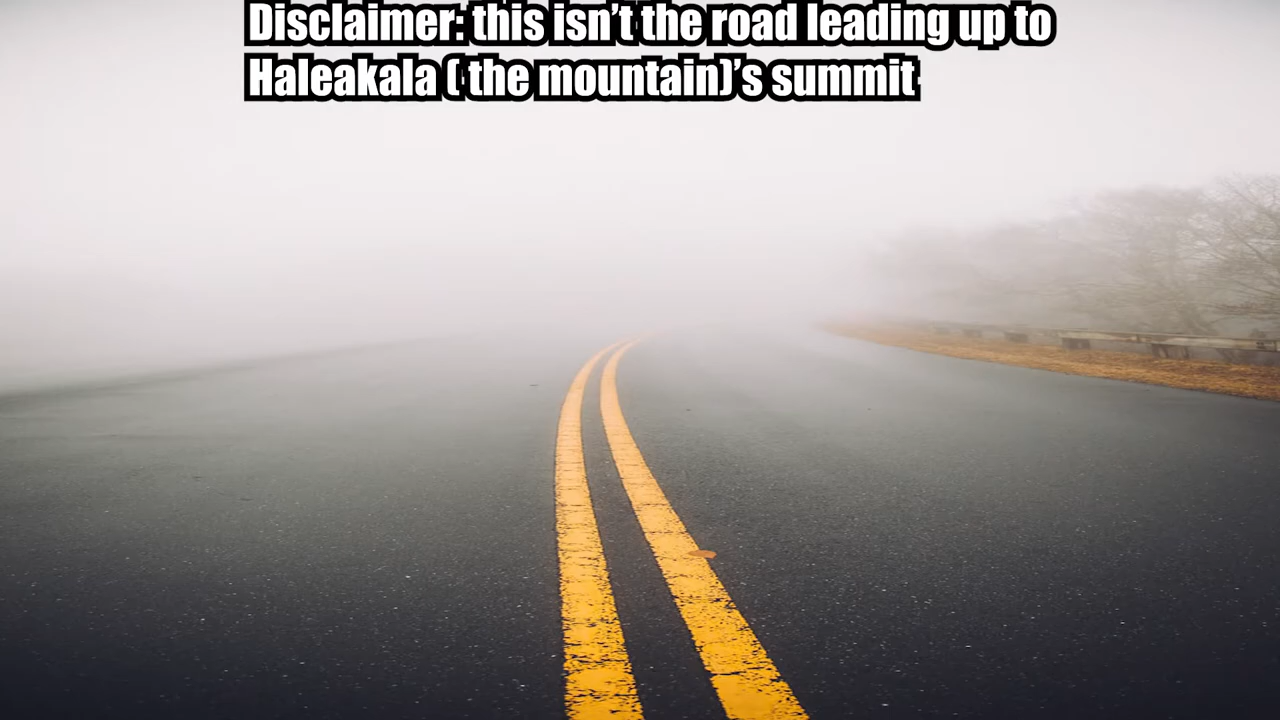 Disclaimer: this isn’t the road leading up to
Haleakala ( the mountain)’s summit